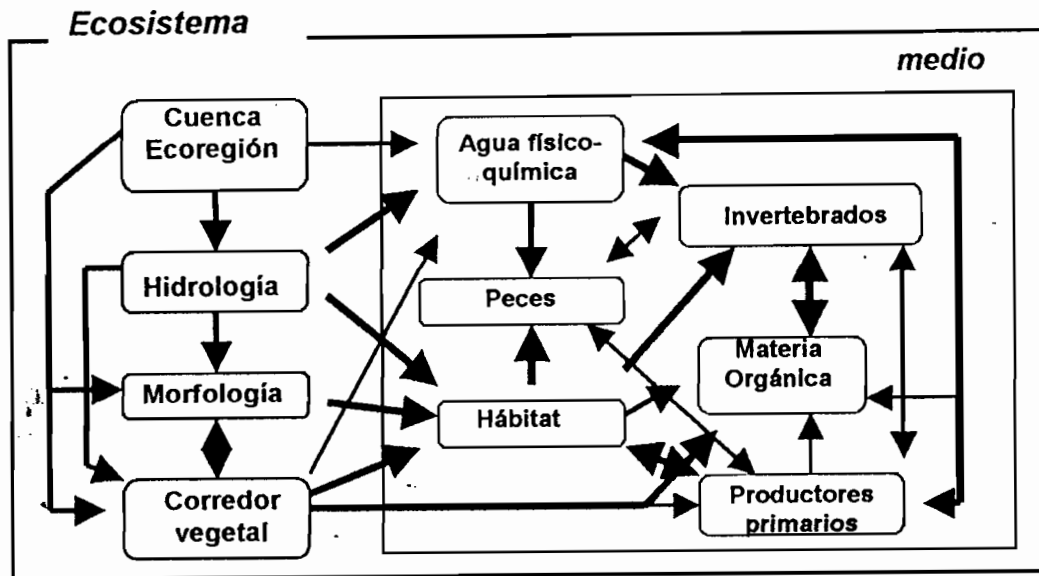 Ecosistema
medio
Cuenca
Ecoregión
Hidrología
Morfología
Corredor
vegetal
Agua físico-
química
Peces
Hábitat
Invertebrados
Materia
Orgánica
Productores
primarios